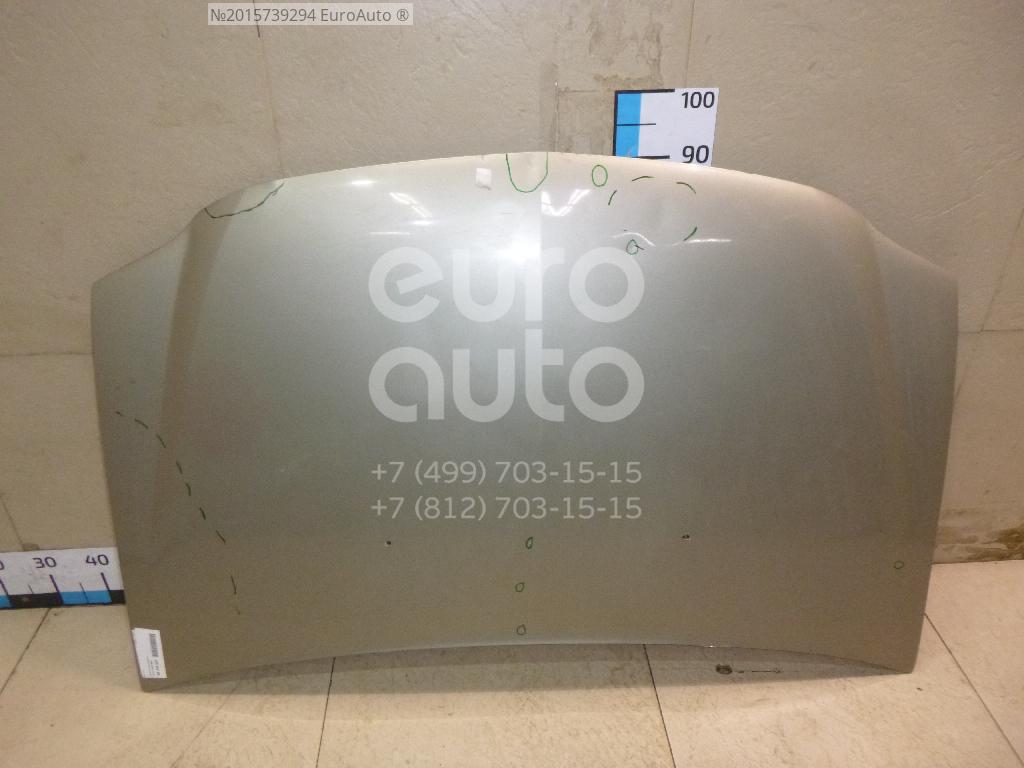 №2015739294 EuroAuto ®
100
90
euro
auto
+7 (499) 703-15-15
+7 (812) 703-15-15
30 40